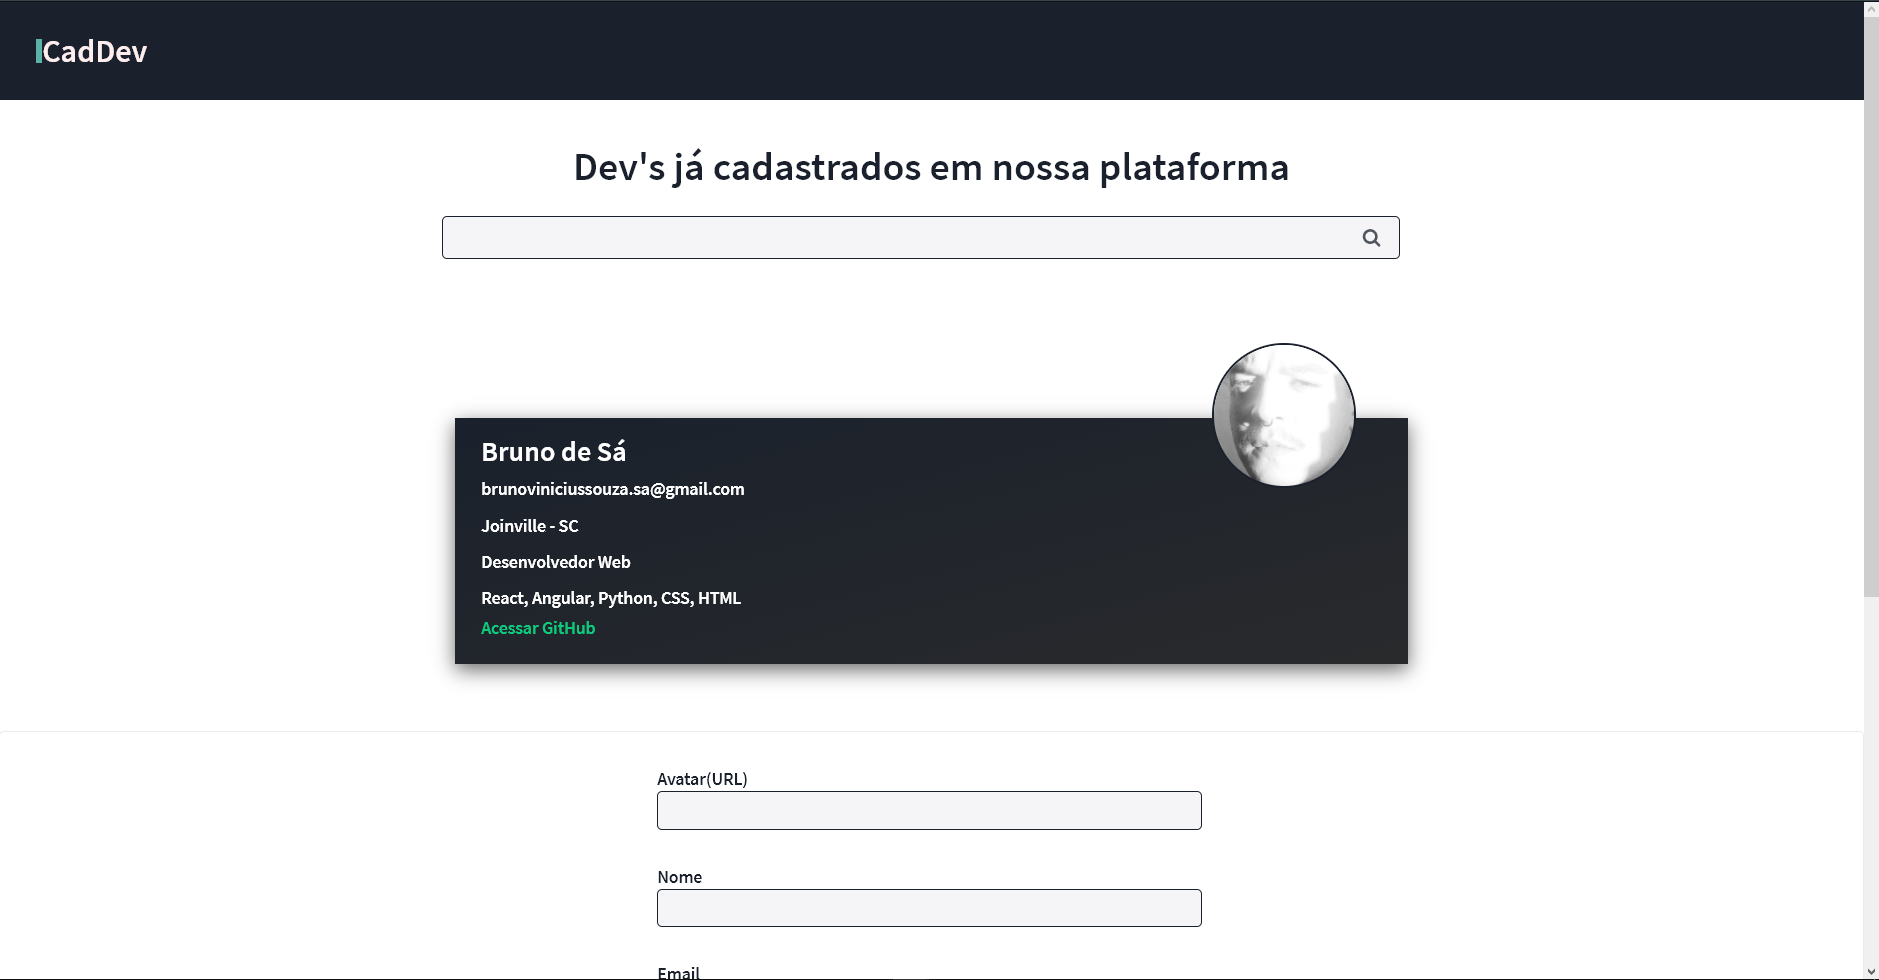 CadDev
Dev's já cadastrados em nossa plataforma
Bruno de Sá
brunoviniciussouza.sa@gmail.com
Joinville - SC
Desenvolvedor Web
React, Angular, Python, CSS, HTML
Acessar GitHub
Avatar(URL)
Nome
Email